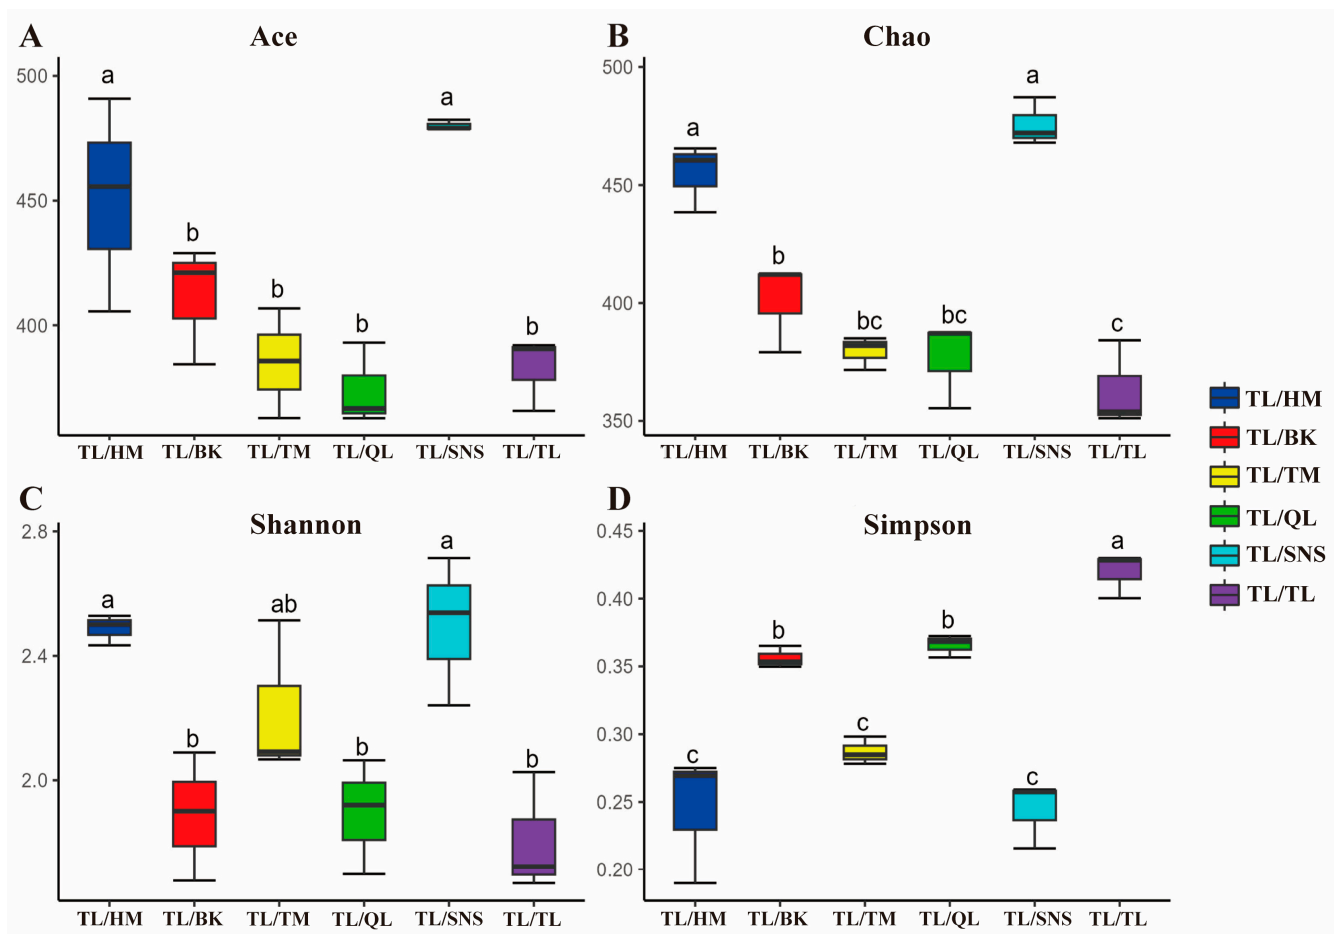 A
Ace
500
450
400
a
b
b
b
a
b
TL/HM
TL/BK
TL/TM
TL/QL
TL/SNS
TL/TL
B
Chao
500
450
400
350
a
b
bc
bc
a
c
TL/HM
TL/BK
TL/TM
TL/QL
TL/SNS
TL/TL
C
Shannon
2.8
2.4
2.0
a
b
ab
b
a
b
TL/HM
TL/BK
TL/TM
TL/QL
TL/SNS
TL/TL
D
Simpson
0.45
0.40
0.35
0.30
0.25
0.20
c
b
c
b
c
a
TL/HM
TL/BK
TL/TM
TL/QL
TL/SNS
TL/TL
TL/HM
TL/BK
TL/TM
TL/QL
TL/SNS
TL/TL